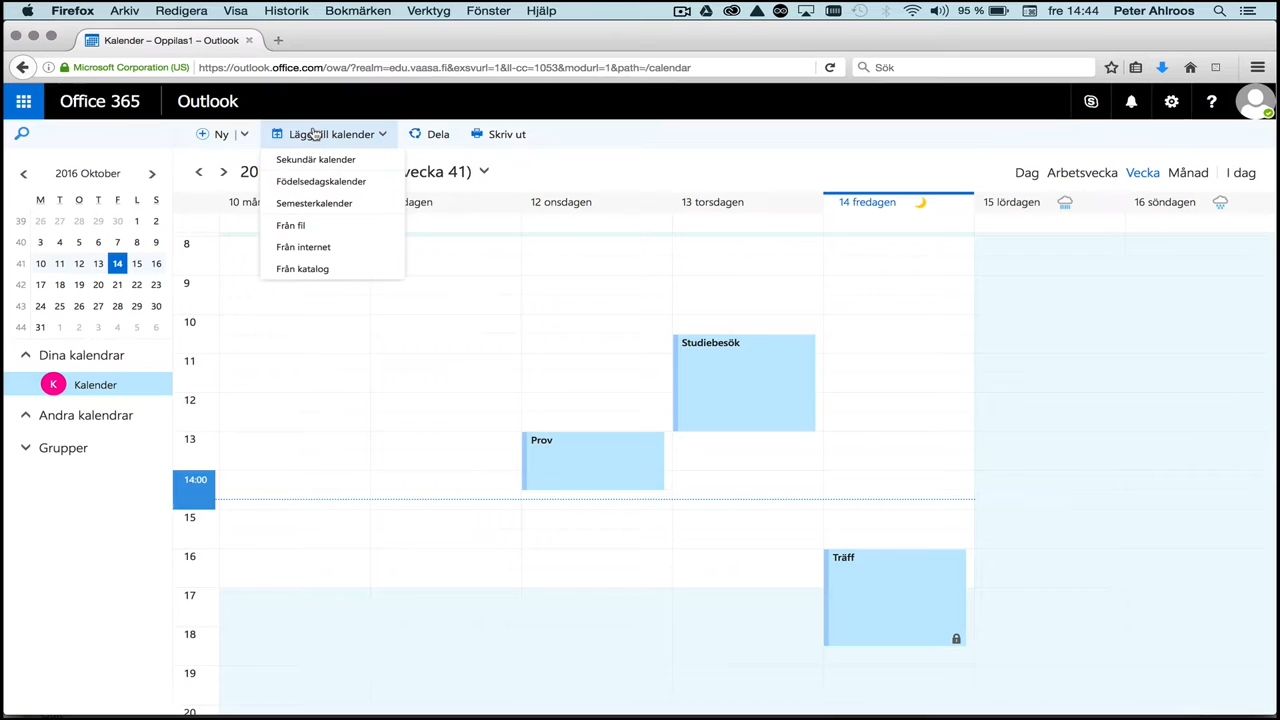 Firefox Arkiv Redigera Visa Historik Bokmärken Verktyg Fönster Hjälp 95 % fre 14:44 Peter Ahlroos
Kalender – Oppilas1 – Outlook
Microsoft Corporation (US) https://outlook.office.com/owa/?realm=edu.vaasa.fi&exsvurl=1&ll-cc=1053&modurl=1&path=/calendar Sök
Office 365 Outlook
Ny Lägg till kalender Dela Skriv ut
Sekundär kalender
Födelsedagskalender
Semesterkalender
Från fil
Från internet
Från katalog
2016 Oktober
M T O T F L S
39 26 27 28 29 30 1 2
40 3 4 5 6 7 8 9
41 10 11 12 13 14 15 16
42 17 18 19 20 21 22 23
43 24 25 26 27 28 29 30
44 31 1 2 3 4 5 6
Dina kalendrar
K Kalender
Andra kalendrar
Grupper
20 vecka 41) Dag Arbetsvecka Vecka Månad I dag
10 mån dagen 12 onsdagen 13 torsdagen 14 fredagen 15 lördagen 16 söndagen
8
9
10
11
12
13
14:00
15
16
17
18
19
20
Studiebesök
Prov
Träff